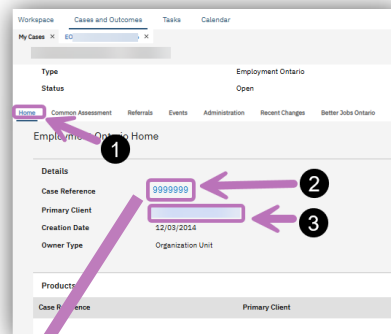 Workspace Cases and Outcomes Tasks Calendar
My Cases × EO ×
Type Employment Ontario
Status Open
Home Common Assessment Referrals Events Administration Recent Changes Better Jobs Ontario
Employment Ontario Home
1
Details
Case Reference 9999999
2
Primary Client
3
Creation Date 12/03/2014
Owner Type Organization Unit
Products
Case Reference Primary Client